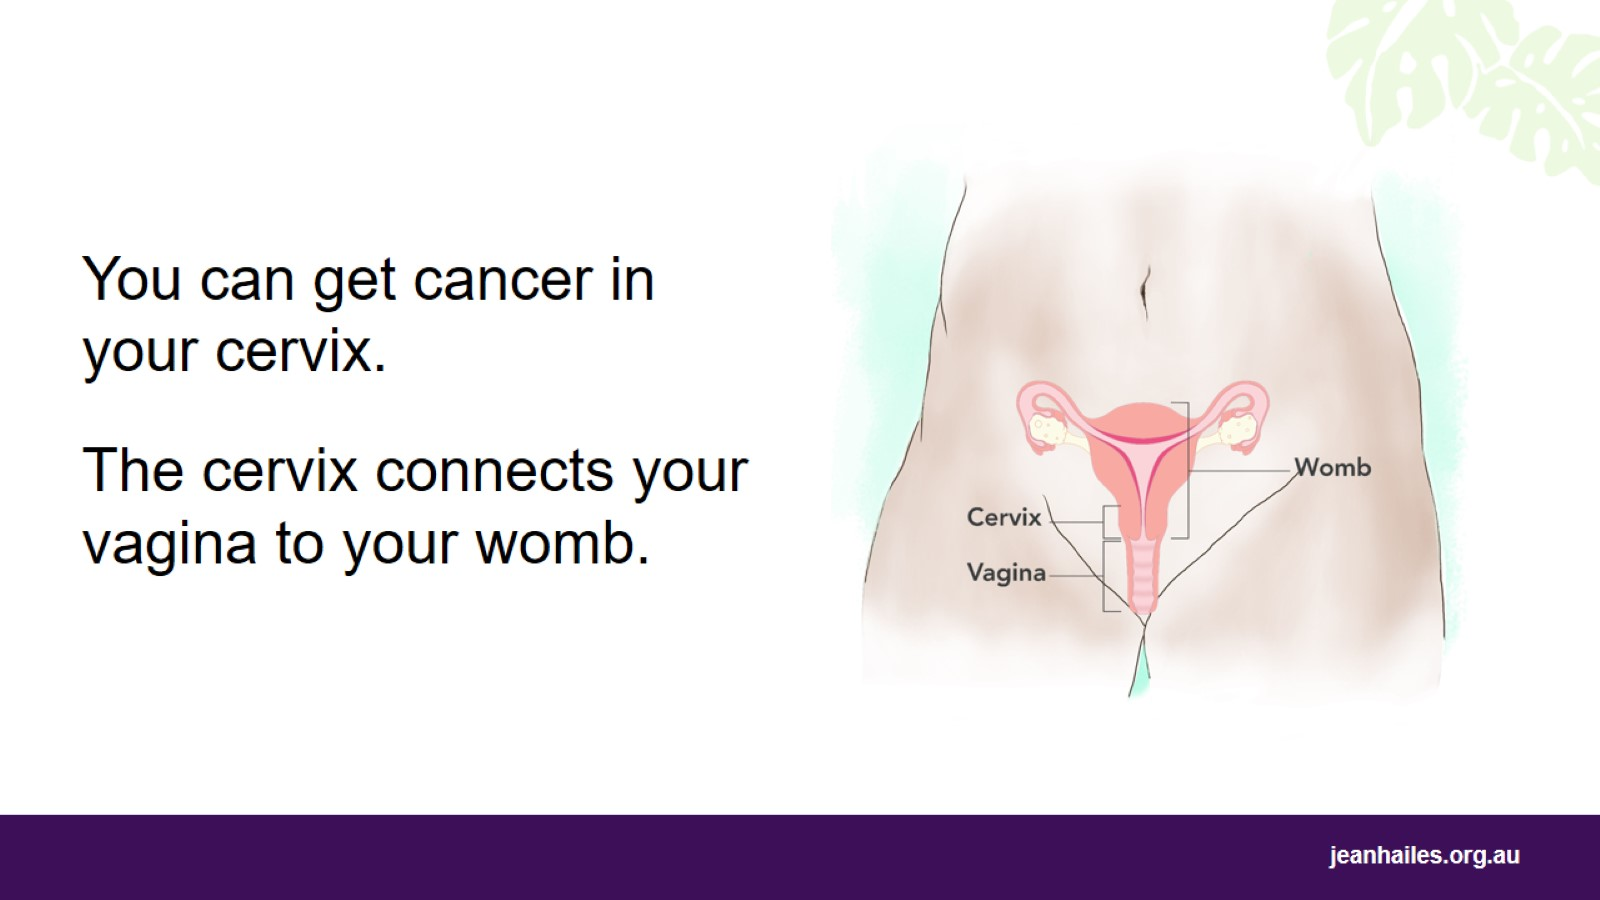 You can get cancer in
your cervix.
The cervix connects your
vagina to your womb.
Womb
Cervix
Vagina
jeanhailes.org.au